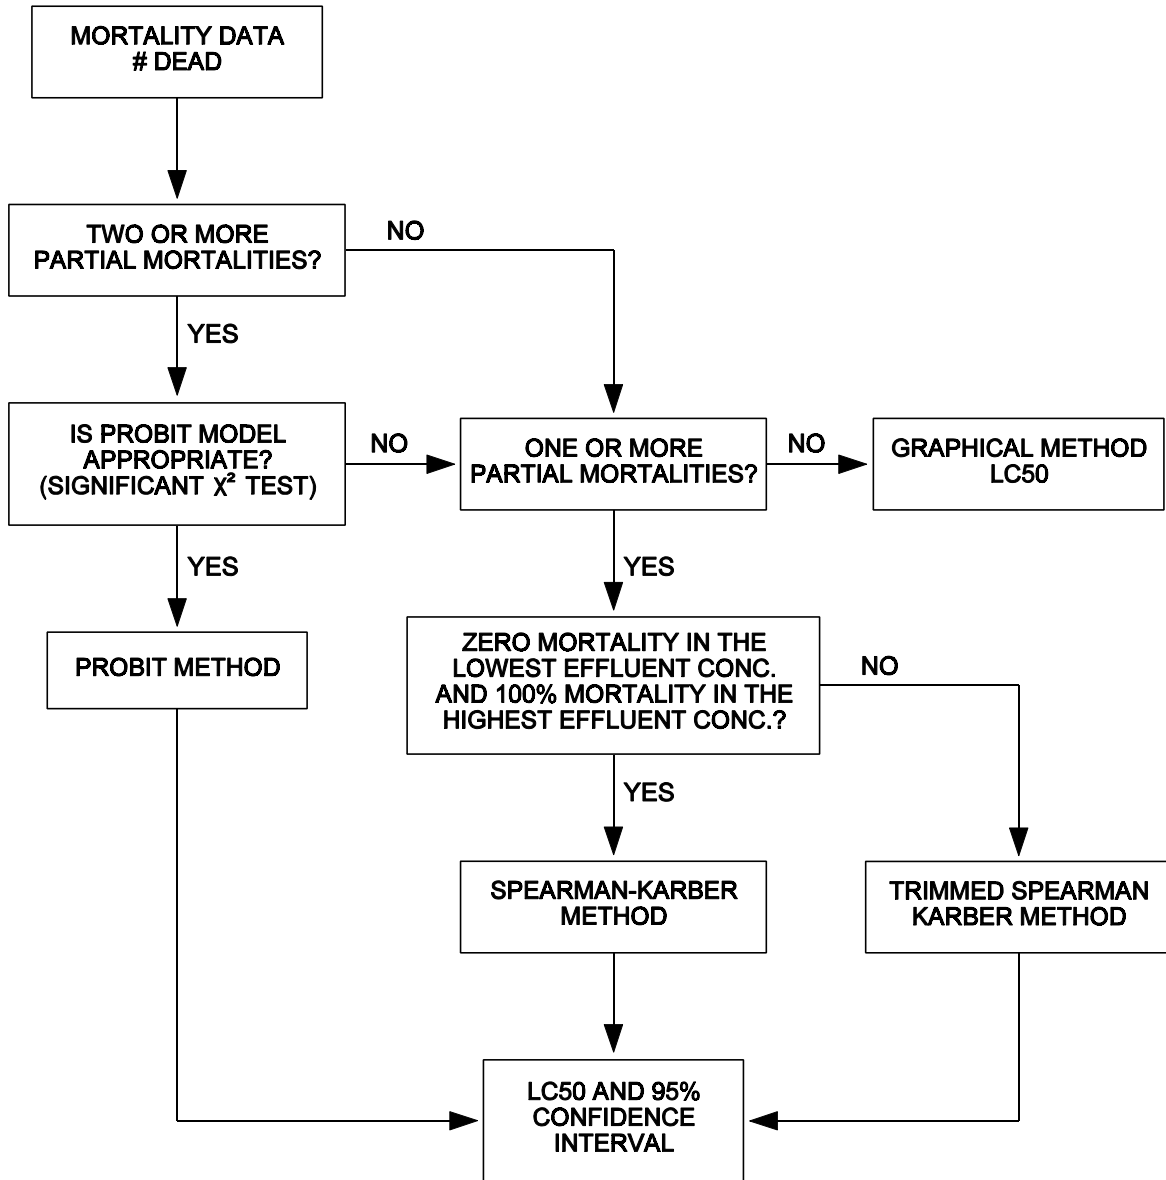 MORTALITY DATA
# DEAD
TWO OR MORE
PARTIAL MORTALITIES?
NO
YES
IS PROBIT MODEL
APPROPRIATE?
(SIGNIFICANT χ² TEST)
NO
ONE OR MORE
PARTIAL MORTALITIES?
NO
GRAPHICAL METHOD
LC50
YES
YES
PROBIT METHOD
ZERO MORTALITY IN THE
LOWEST EFFLUENT CONC.
AND 100% MORTALITY IN THE
HIGHEST EFFLUENT CONC.?
NO
YES
SPEARMAN-KARBER
METHOD
TRIMMED SPEARMAN
KARBER METHOD
LC50 AND 95%
CONFIDENCE
INTERVAL